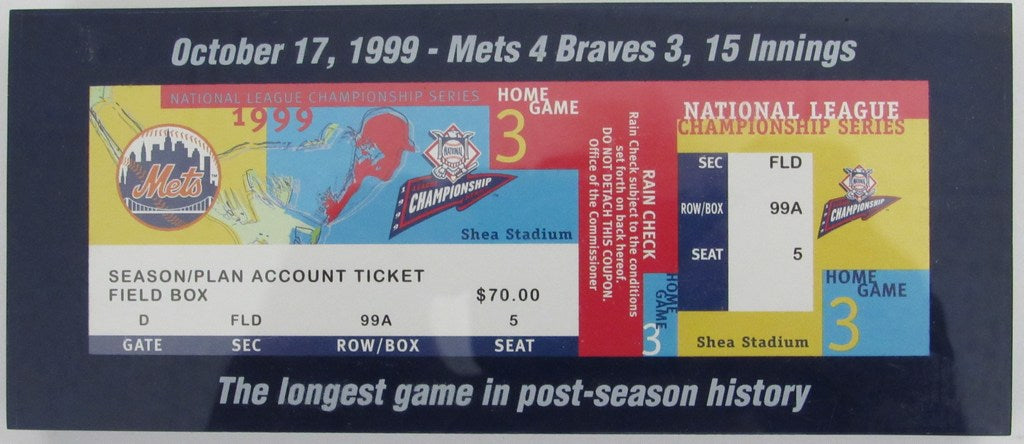 October 17, 1999 - Mets 4 Braves 3, 15 Innings
NATIONAL LEAGUE CHAMPIONSHIP SERIES
1999
HOME
GAME
3
Mets
NATIONAL
LEAGUE
CHAMPIONSHIP
1999
Shea Stadium
SEASON/PLAN ACCOUNT TICKET
FIELD BOX
$70.00
D FLD 99A 5
GATE SEC ROW/BOX SEAT
RAIN CHECK
Rain Check subject to the conditions
set forth on back hereof.
DO NOT DETACH THIS COUPON.
Office of the Commissioner
HOME
GAME
3
NATIONAL LEAGUE
CHAMPIONSHIP SERIES
SEC FLD
ROW/BOX 99A
SEAT 5
CHAMPIONSHIP
HOME
GAME
3
Shea Stadium
The longest game in post-season history